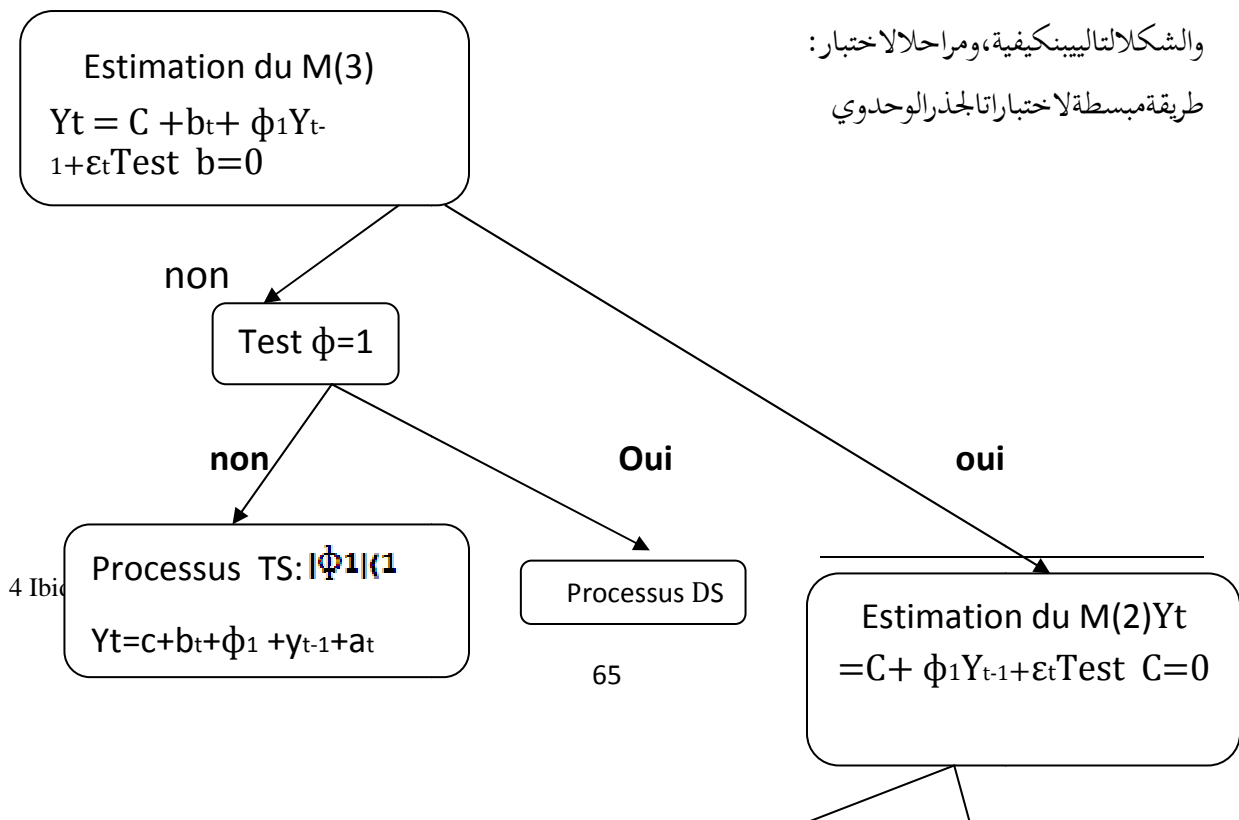 والشكلالتالييبنكيفية،ومراحلالاختبار:
طريقةمبسطةلاختباراتالجذرالوحدوي
Estimation du M(3)
Yt = C +bt+ ϕ1Yt-
1+εtTest b=0
non
Test ϕ=1
non
Oui
oui
Processus TS:|Φ1|⟨1
Yt=c+bt+ϕ1 +yt-1+at
Processus DS
Estimation du M(2)Yt
=C+ ϕ1Yt-1+εtTest C=0
4
65